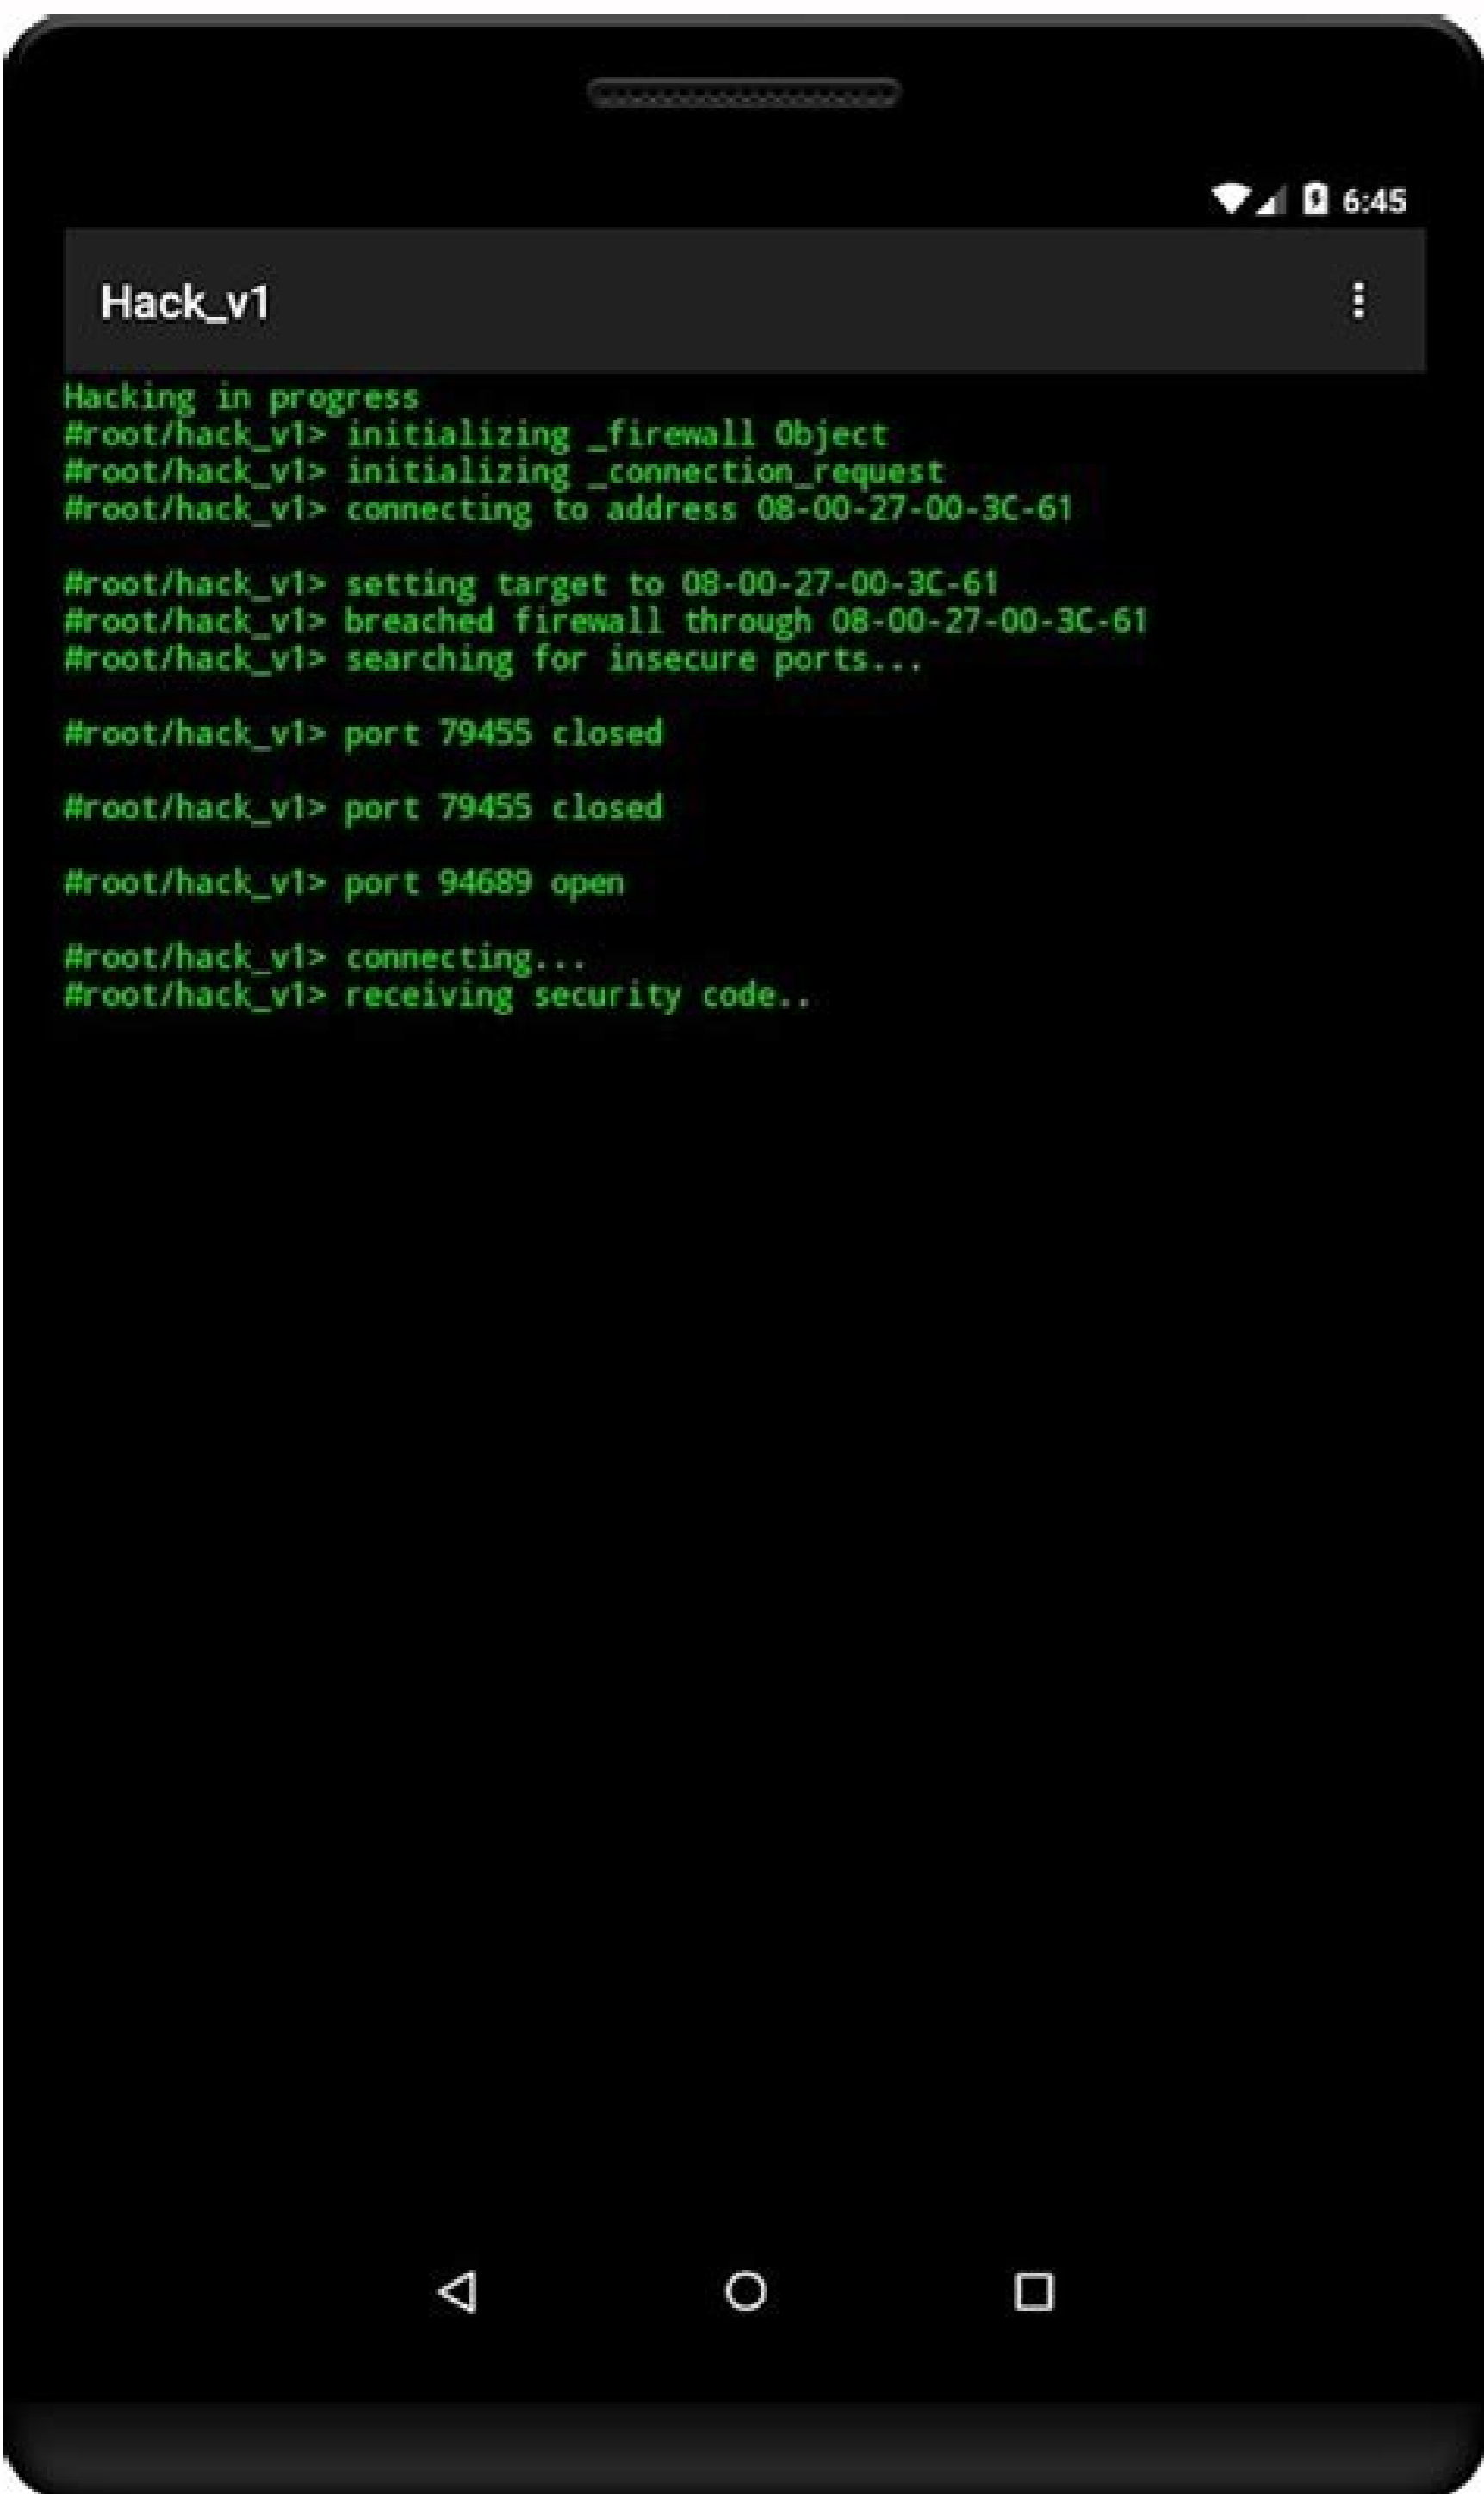 6:45
Hack_v1
Hacking in progress
#root/hack_v1> initializing _firewall Object
#root/hack_v1> initializing _connection_request
#root/hack_v1> connecting to address 08-00-27-00-3C-61
#root/hack_v1> setting target to 08-00-27-00-3C-61
#root/hack_v1> breached firewall through 08-00-27-00-3C-61
#root/hack_v1> searching for insecure ports...
#root/hack_v1> port 79455 closed
#root/hack_v1> port 79455 closed
#root/hack_v1> port 94689 open
#root/hack_v1> connecting...
#root/hack_v1> receiving security code..